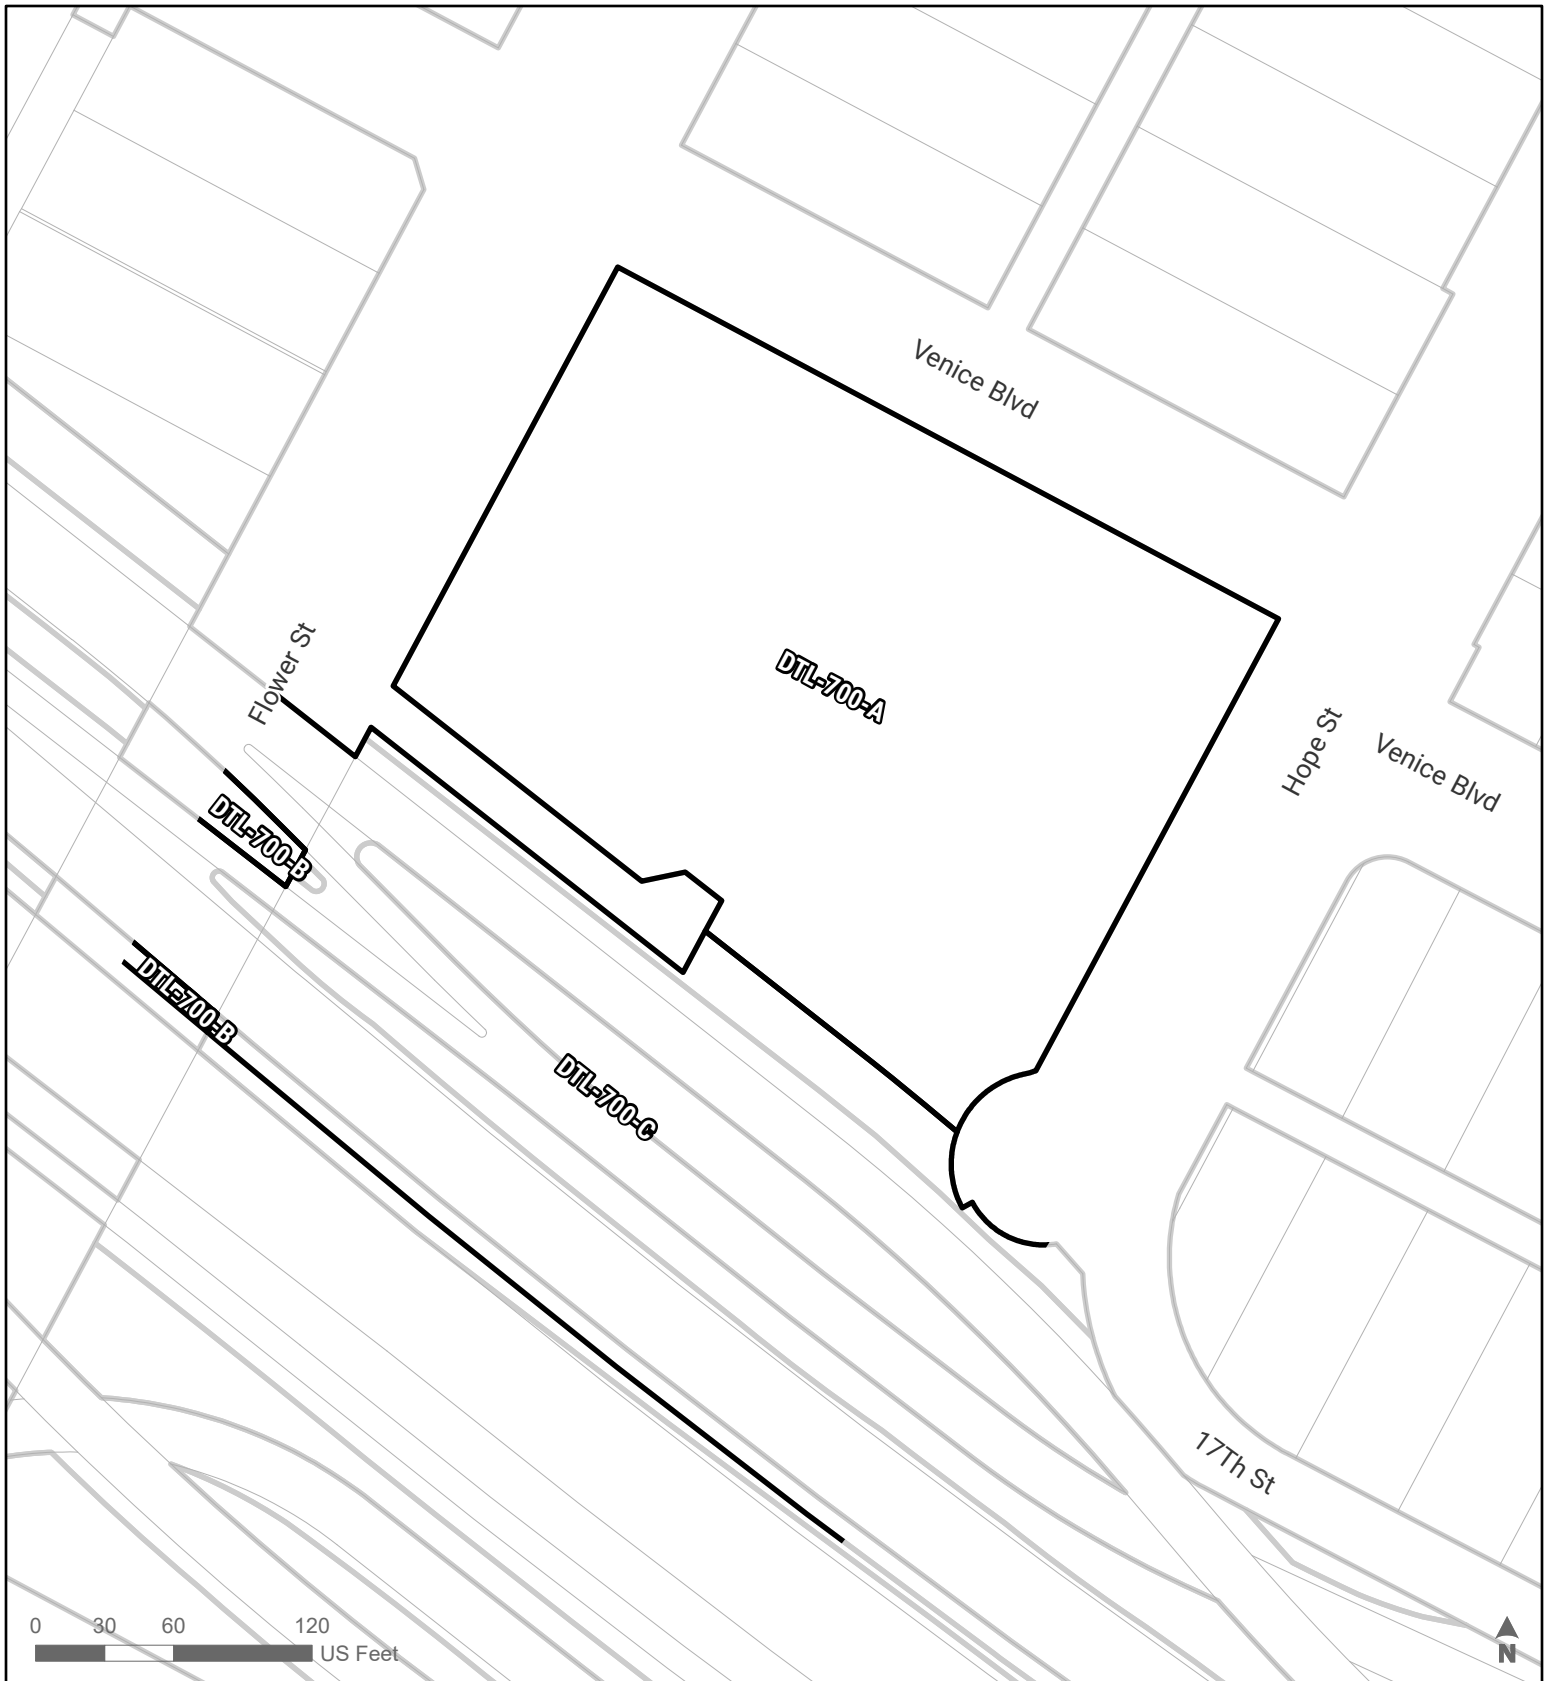 Venice Blvd
Flower St
DTL-700-A
Hope St
Venice Blvd
DTL-700-B
DTL-700-B
DTL-700-C
17Th St
0 30 60 120
US Feet
N